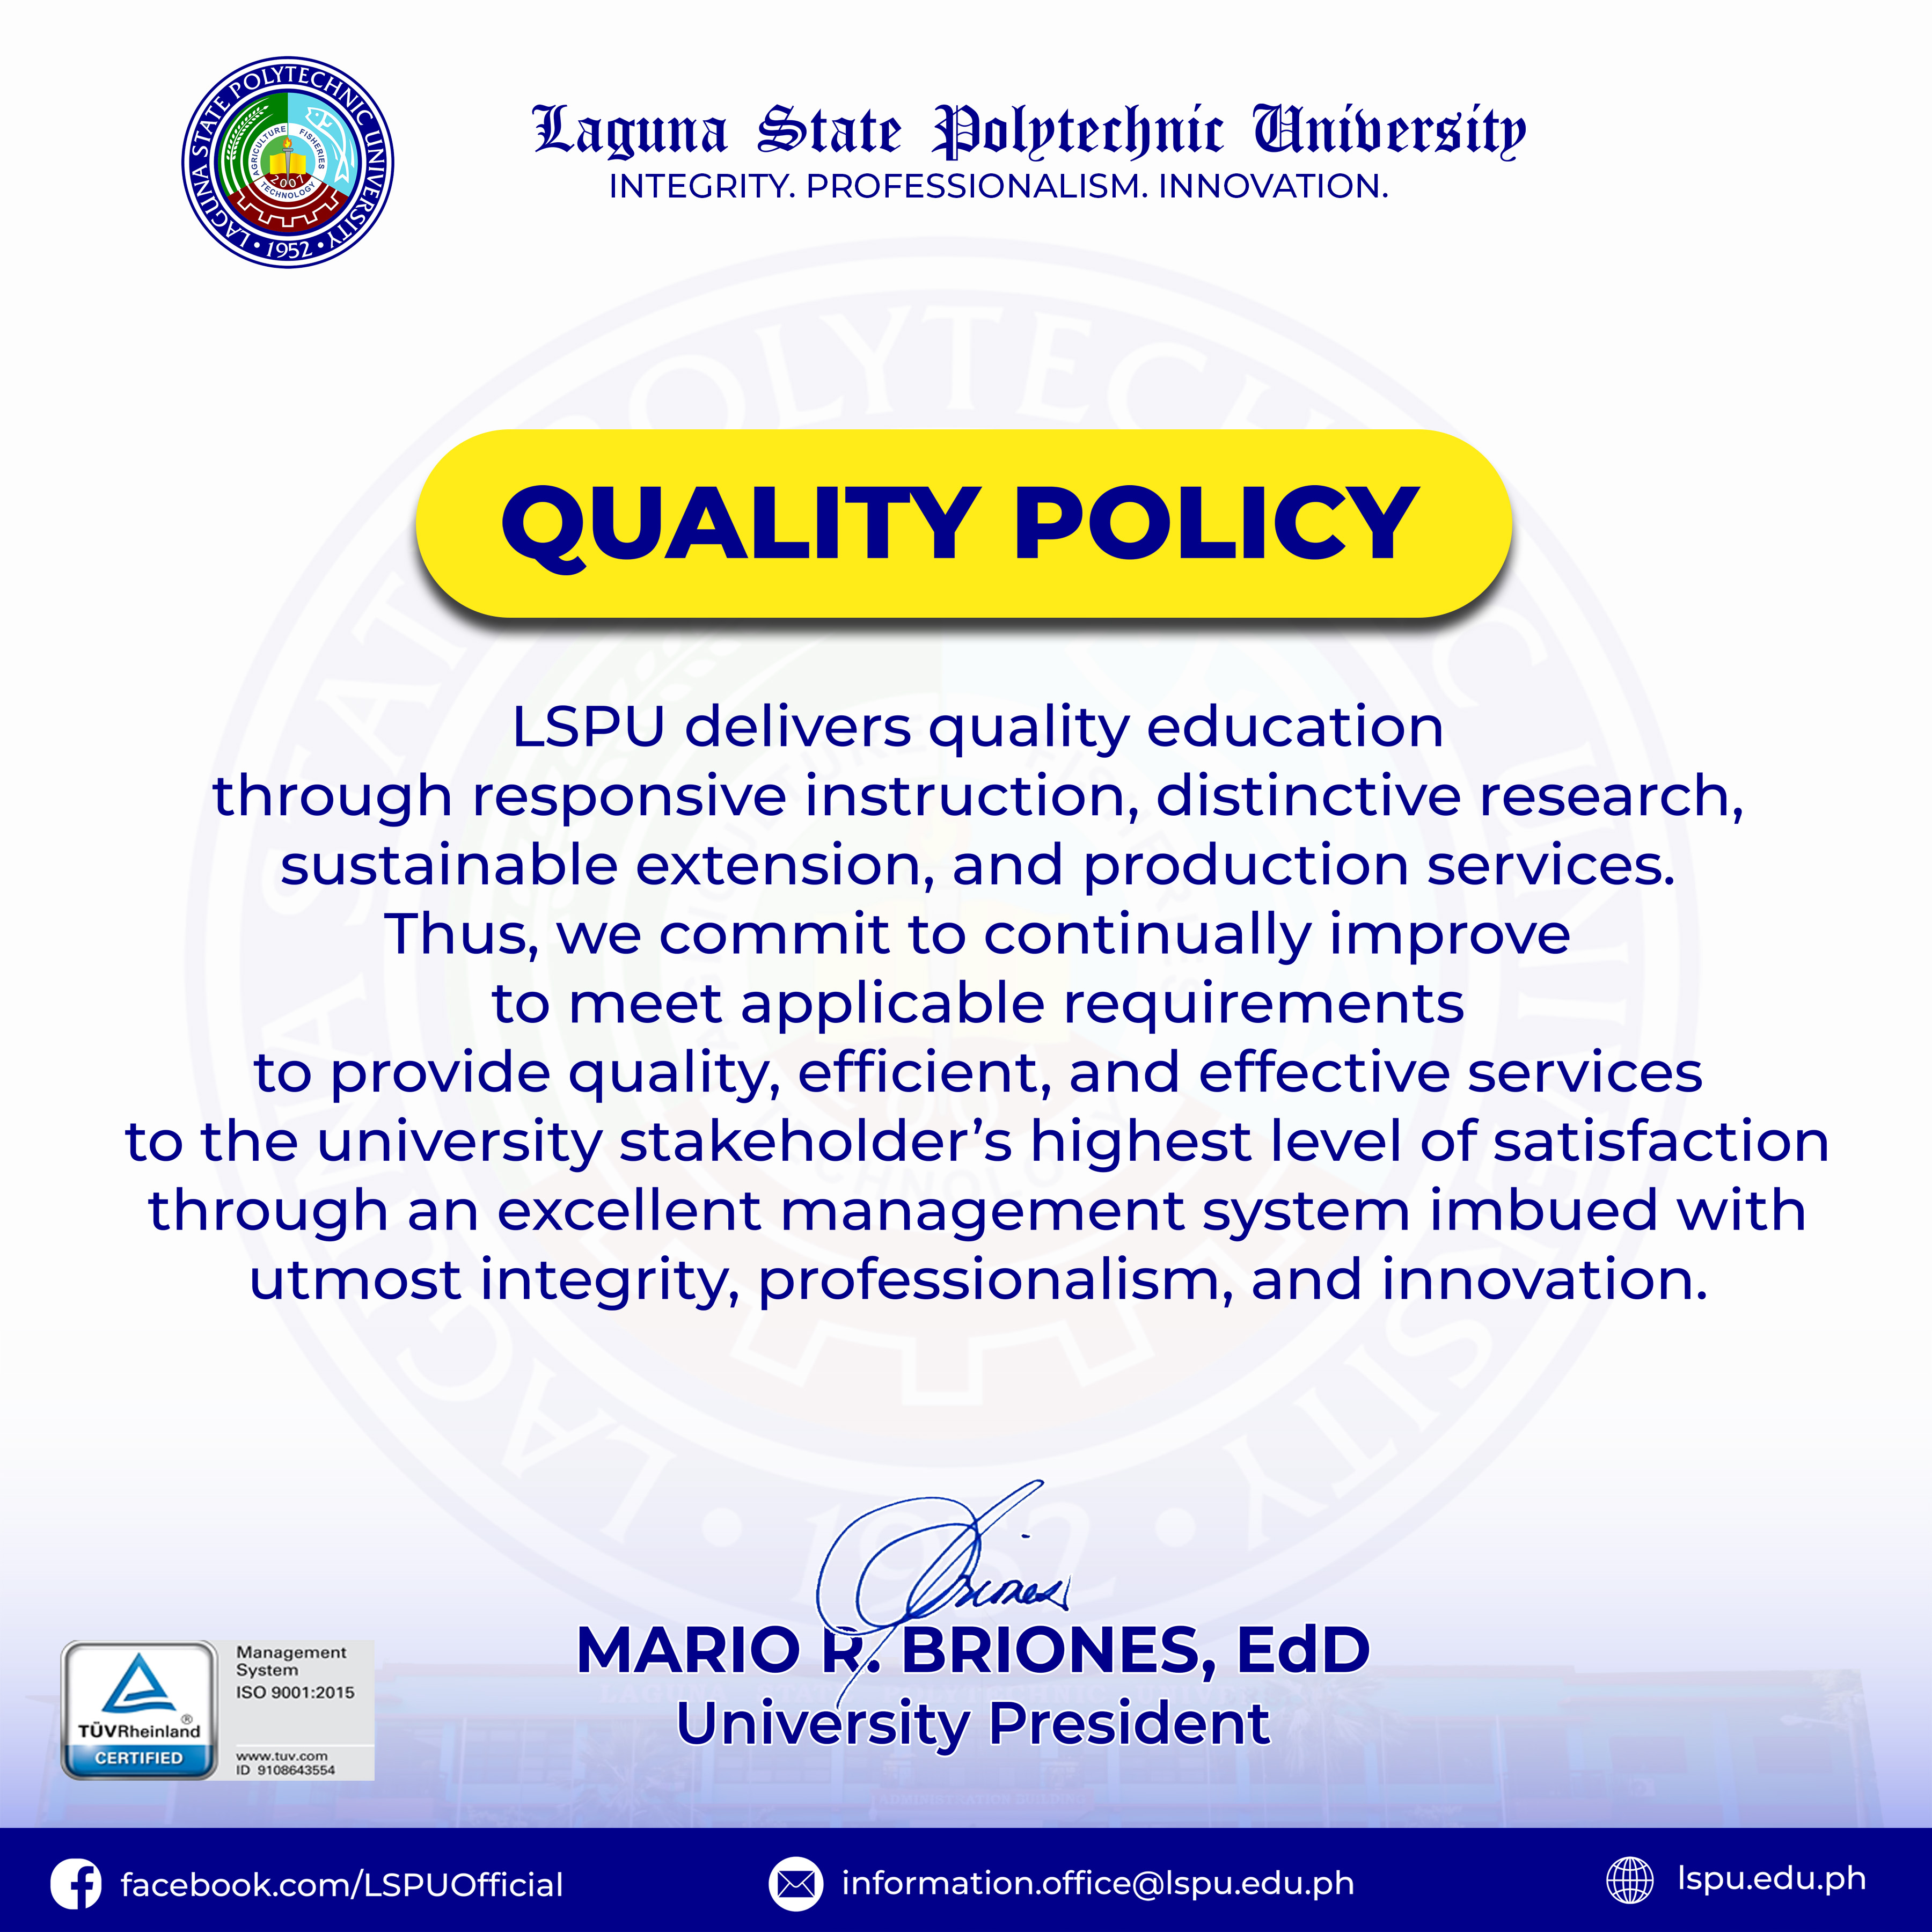 LAGUNA STATE POLYTECHNIC UNIVERSITY
AGRICULTURE
FISHERIES
2007
TECHNOLOGY
• 1952 •
Laguna State Polytechnic University
INTEGRITY. PROFESSIONALISM. INNOVATION.
QUALITY POLICY
LSPU delivers quality education
through responsive instruction, distinctive research,
sustainable extension, and production services.
Thus, we commit to continually improve
to meet applicable requirements
to provide quality, efficient, and effective services
to the university stakeholder’s highest level of satisfaction
through an excellent management system imbued with
utmost integrity, professionalism, and innovation.
Briones
MARIO R. BRIONES, EdD
University President
TÜVRheinland®
CERTIFIED
Management
System
ISO 9001:2015
www.tuv.com
ID 9108643554
ADMINISTRATION BUILDING
facebook.com/LSPUOfficial
information.office@lspu.edu.ph
lspu.edu.ph